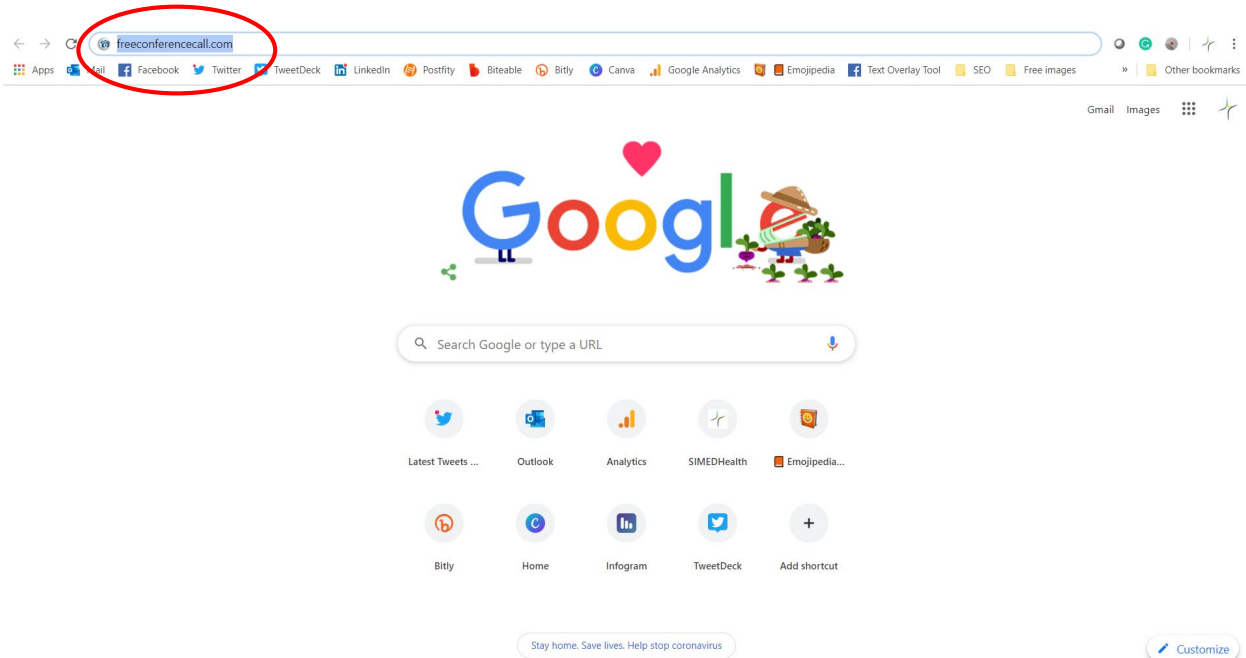 freeconferencecall.com
Apps Mail Facebook Twitter TweetDeck LinkedIn Postfity Biteable Bitly Canva Google Analytics Emojipedia Text Overlay Tool SEO Free images » Other bookmarks
Gmail Images
Google
Search Google or type a URL
Latest Tweets ... Outlook Analytics SIMEDHealth Emojipedia...
Bitly Home Infogram TweetDeck Add shortcut
Stay home. Save lives. Help stop coronavirus
Customize